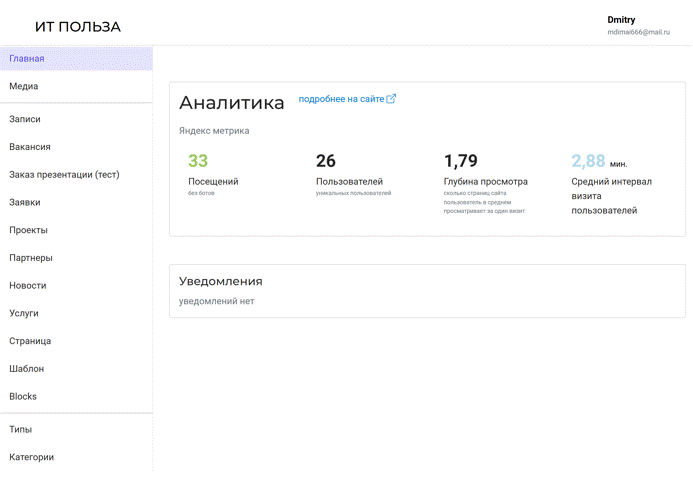 ИТ ПОЛЬЗА
Dmitry
mdimai666@mail.ru
Главная
Медиа
Записи
Вакансия
Заказ презентации (тест)
Заявки
Проекты
Партнеры
Новости
Услуги
Страница
Шаблон
Blocks
Типы
Категории
Аналитика
подробнее на сайте
Яндекс метрика
33
Посещений
без ботов
26
Пользователей
уникальных пользователей
1,79
Глубина просмотра
сколько страниц сайта
пользователь в среднем
просматривает за один визит
2,88 мин.
Средний интервал
визита
пользователей
Уведомления
уведомлений нет